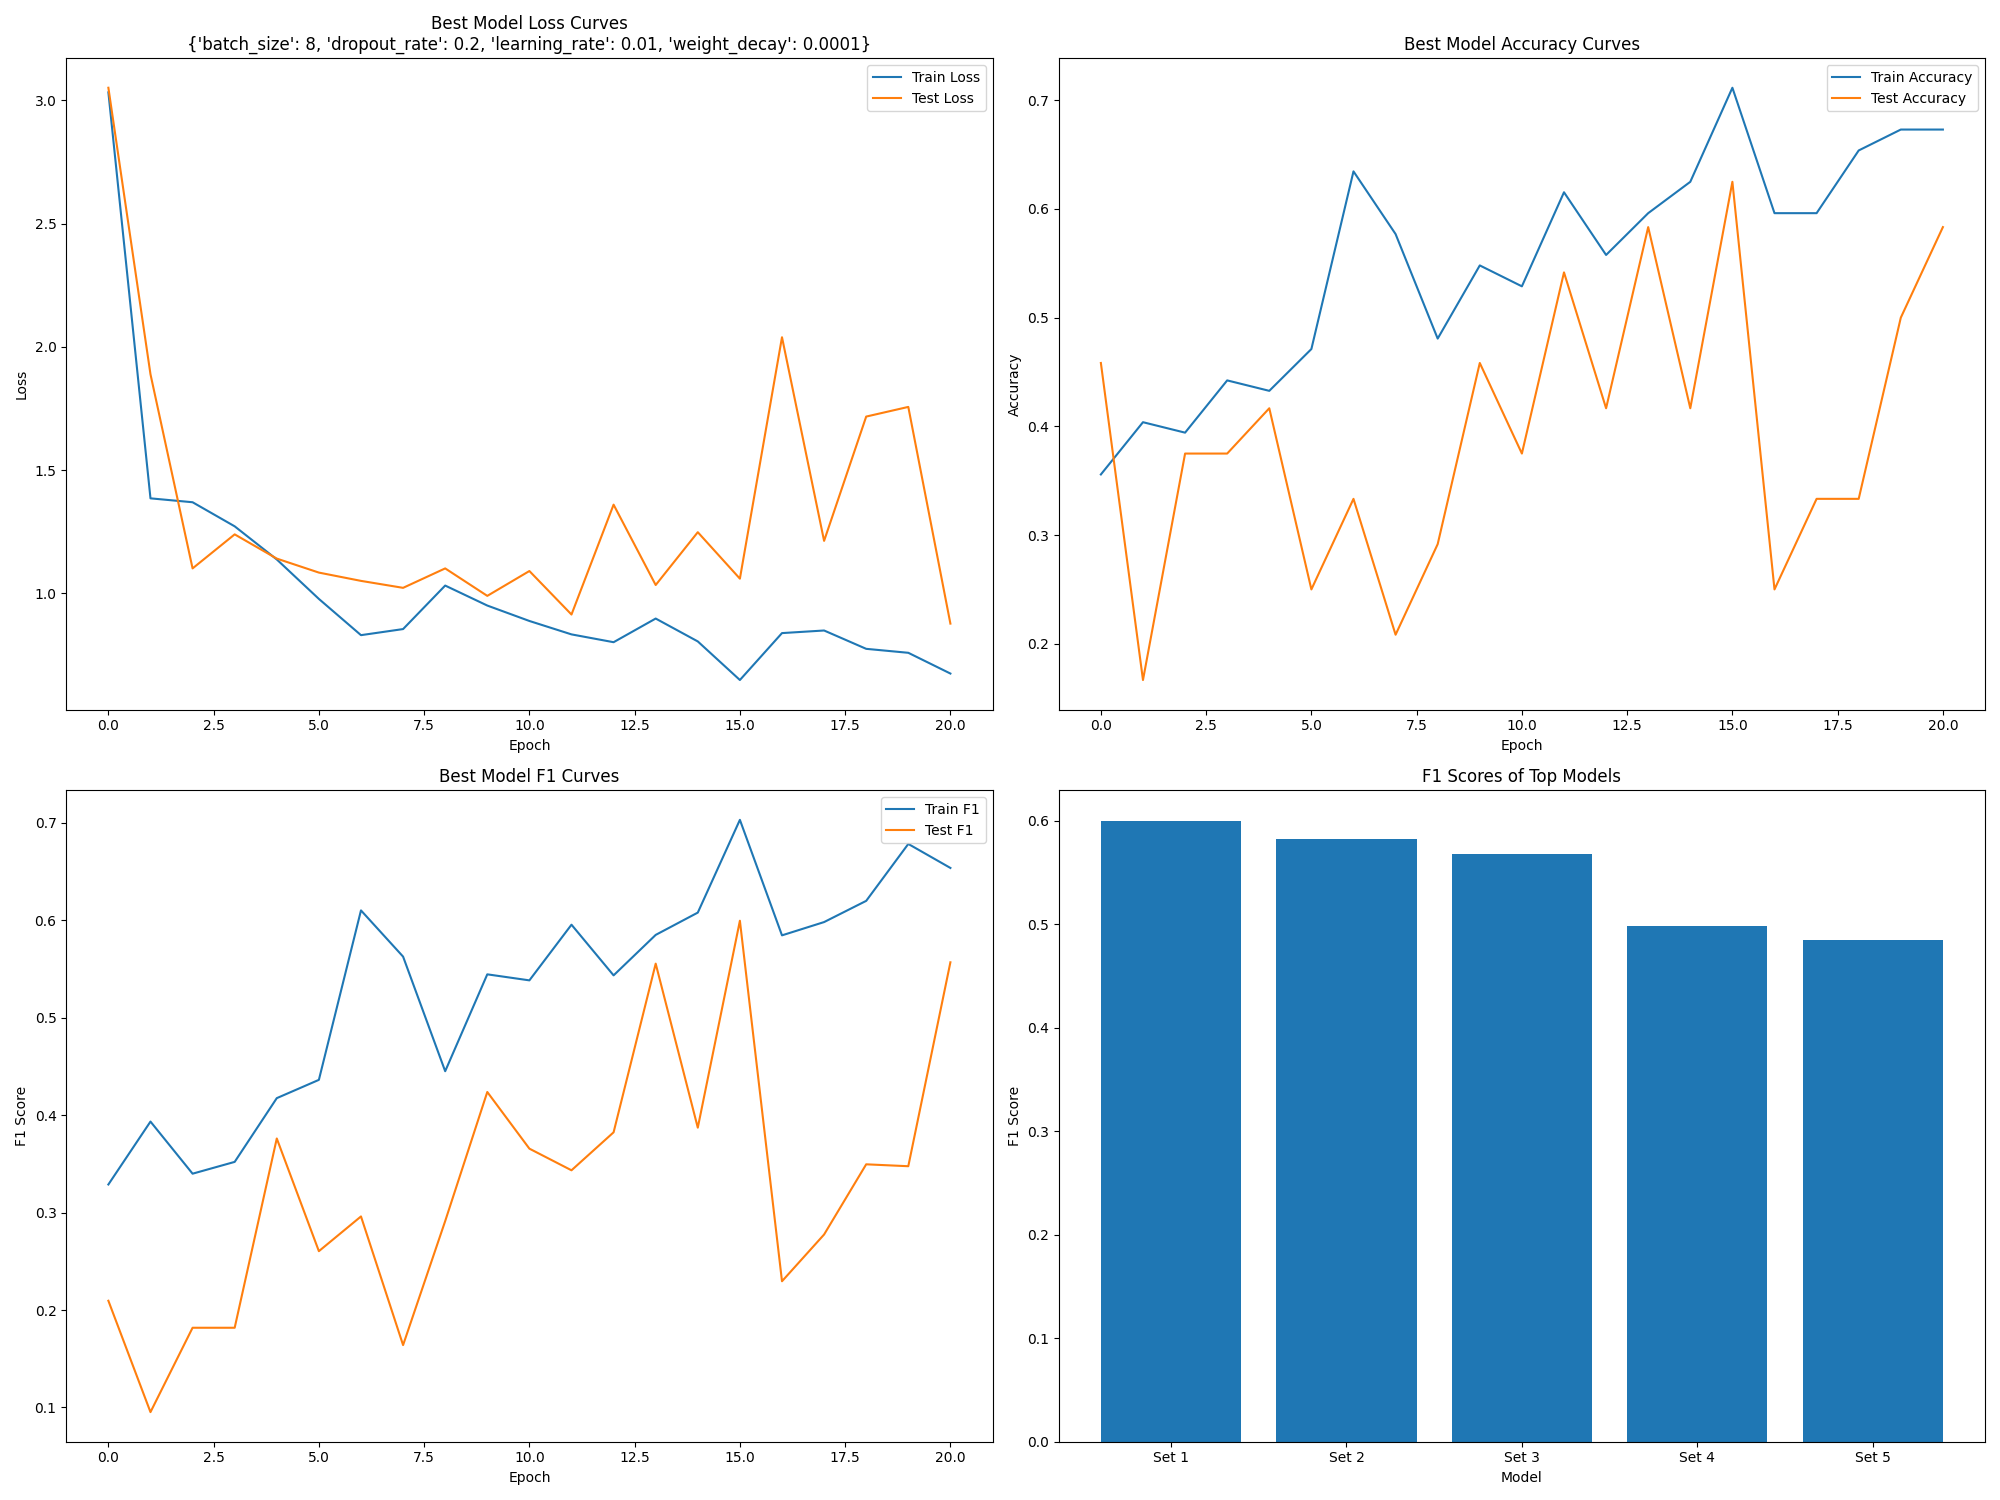 Best Model Loss Curves
{'batch_size': 8, 'dropout_rate': 0.2, 'learning_rate': 0.01, 'weight_decay': 0.0001}
Train Loss
Test Loss
3.0
2.5
2.0
1.5
1.0
Loss
0.0 2.5 5.0 7.5 10.0 12.5 15.0 17.5 20.0
Epoch
Best Model Accuracy Curves
Train Accuracy
Test Accuracy
0.7
0.6
0.5
0.4
0.3
0.2
Accuracy
0.0 2.5 5.0 7.5 10.0 12.5 15.0 17.5 20.0
Epoch
Best Model F1 Curves
Train F1
Test F1
0.7
0.6
0.5
0.4
0.3
0.2
0.1
F1 Score
0.0 2.5 5.0 7.5 10.0 12.5 15.0 17.5 20.0
Epoch
F1 Scores of Top Models
0.6
0.5
0.4
0.3
0.2
0.1
0.0
F1 Score
Set 1 Set 2 Set 3 Set 4 Set 5
Model